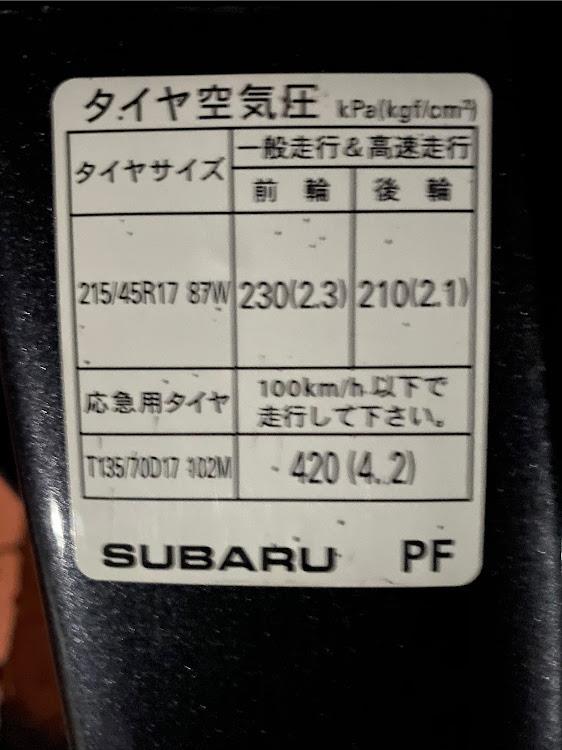 タイヤ空気圧 kPa(kgf/cm²)
タイヤサイズ
一般走行&高速走行
前 輪 後 輪
215/45R17 87W 230(2.3) 210(2.1)
応急用タイヤ
100km/h 以下で
走行して下さい。
T135/70D17 102M 420 (4.2)
SUBARU PF